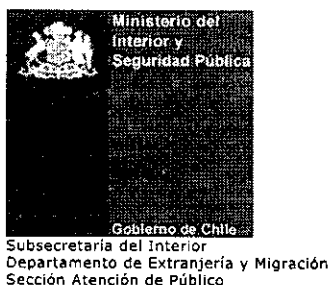 Ministerio del
Interior y
Seguridad Pública
Gobierno de Chile
Subsecretaría del Interior
Departamento de Extranjería y Migración
Sección Atención de Público